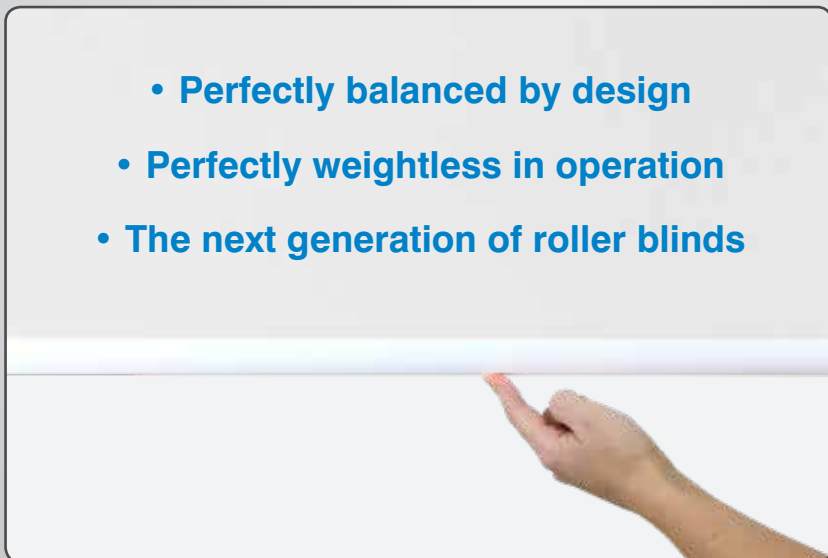 • Perfectly balanced by design
• Perfectly weightless in operation
• The next generation of roller blinds